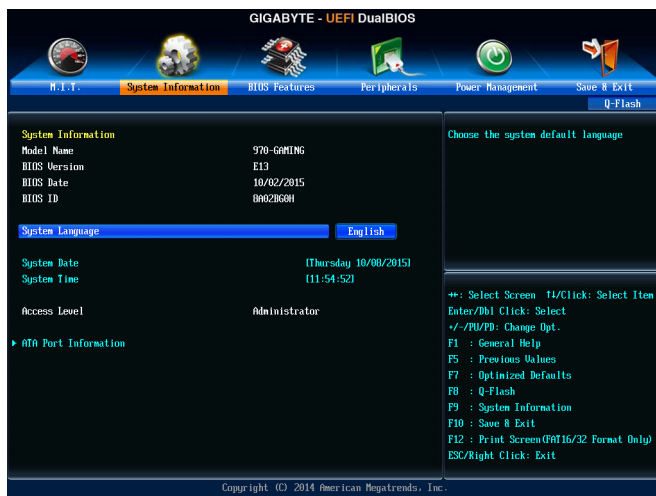 GIGABYTE - UEFI DualBIOS
M.I.T. System Information BIOS Features Peripherals Power Management Save & Exit
Q-Flash
System Information
Model Name 970-GAMING
BIOS Version E13
BIOS Date 10/02/2015
BIOS ID 8A02BG0H
System Language English
System Date [Thursday 10/08/2015]
System Time [11:54:52]
Access Level Administrator
ATA Port Information
Choose the system default language
↔: Select Screen ↑↓/Click: Select Item
Enter/Dbl Click: Select
+/-/PU/PD: Change Opt.
F1 : General Help
F5 : Previous Values
F7 : Optimized Defaults
F8 : Q-Flash
F9 : System Information
F10 : Save & Exit
F12 : Print Screen(FAT16/32 Format Only)
ESC/Right Click: Exit
Copyright (C) 2014 American Megatrends, Inc.